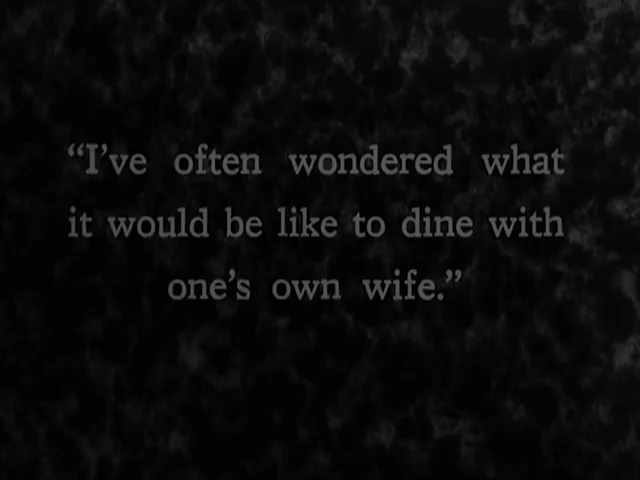 “I’ve often wondered what
it would be like to dine with
one’s own wife.”